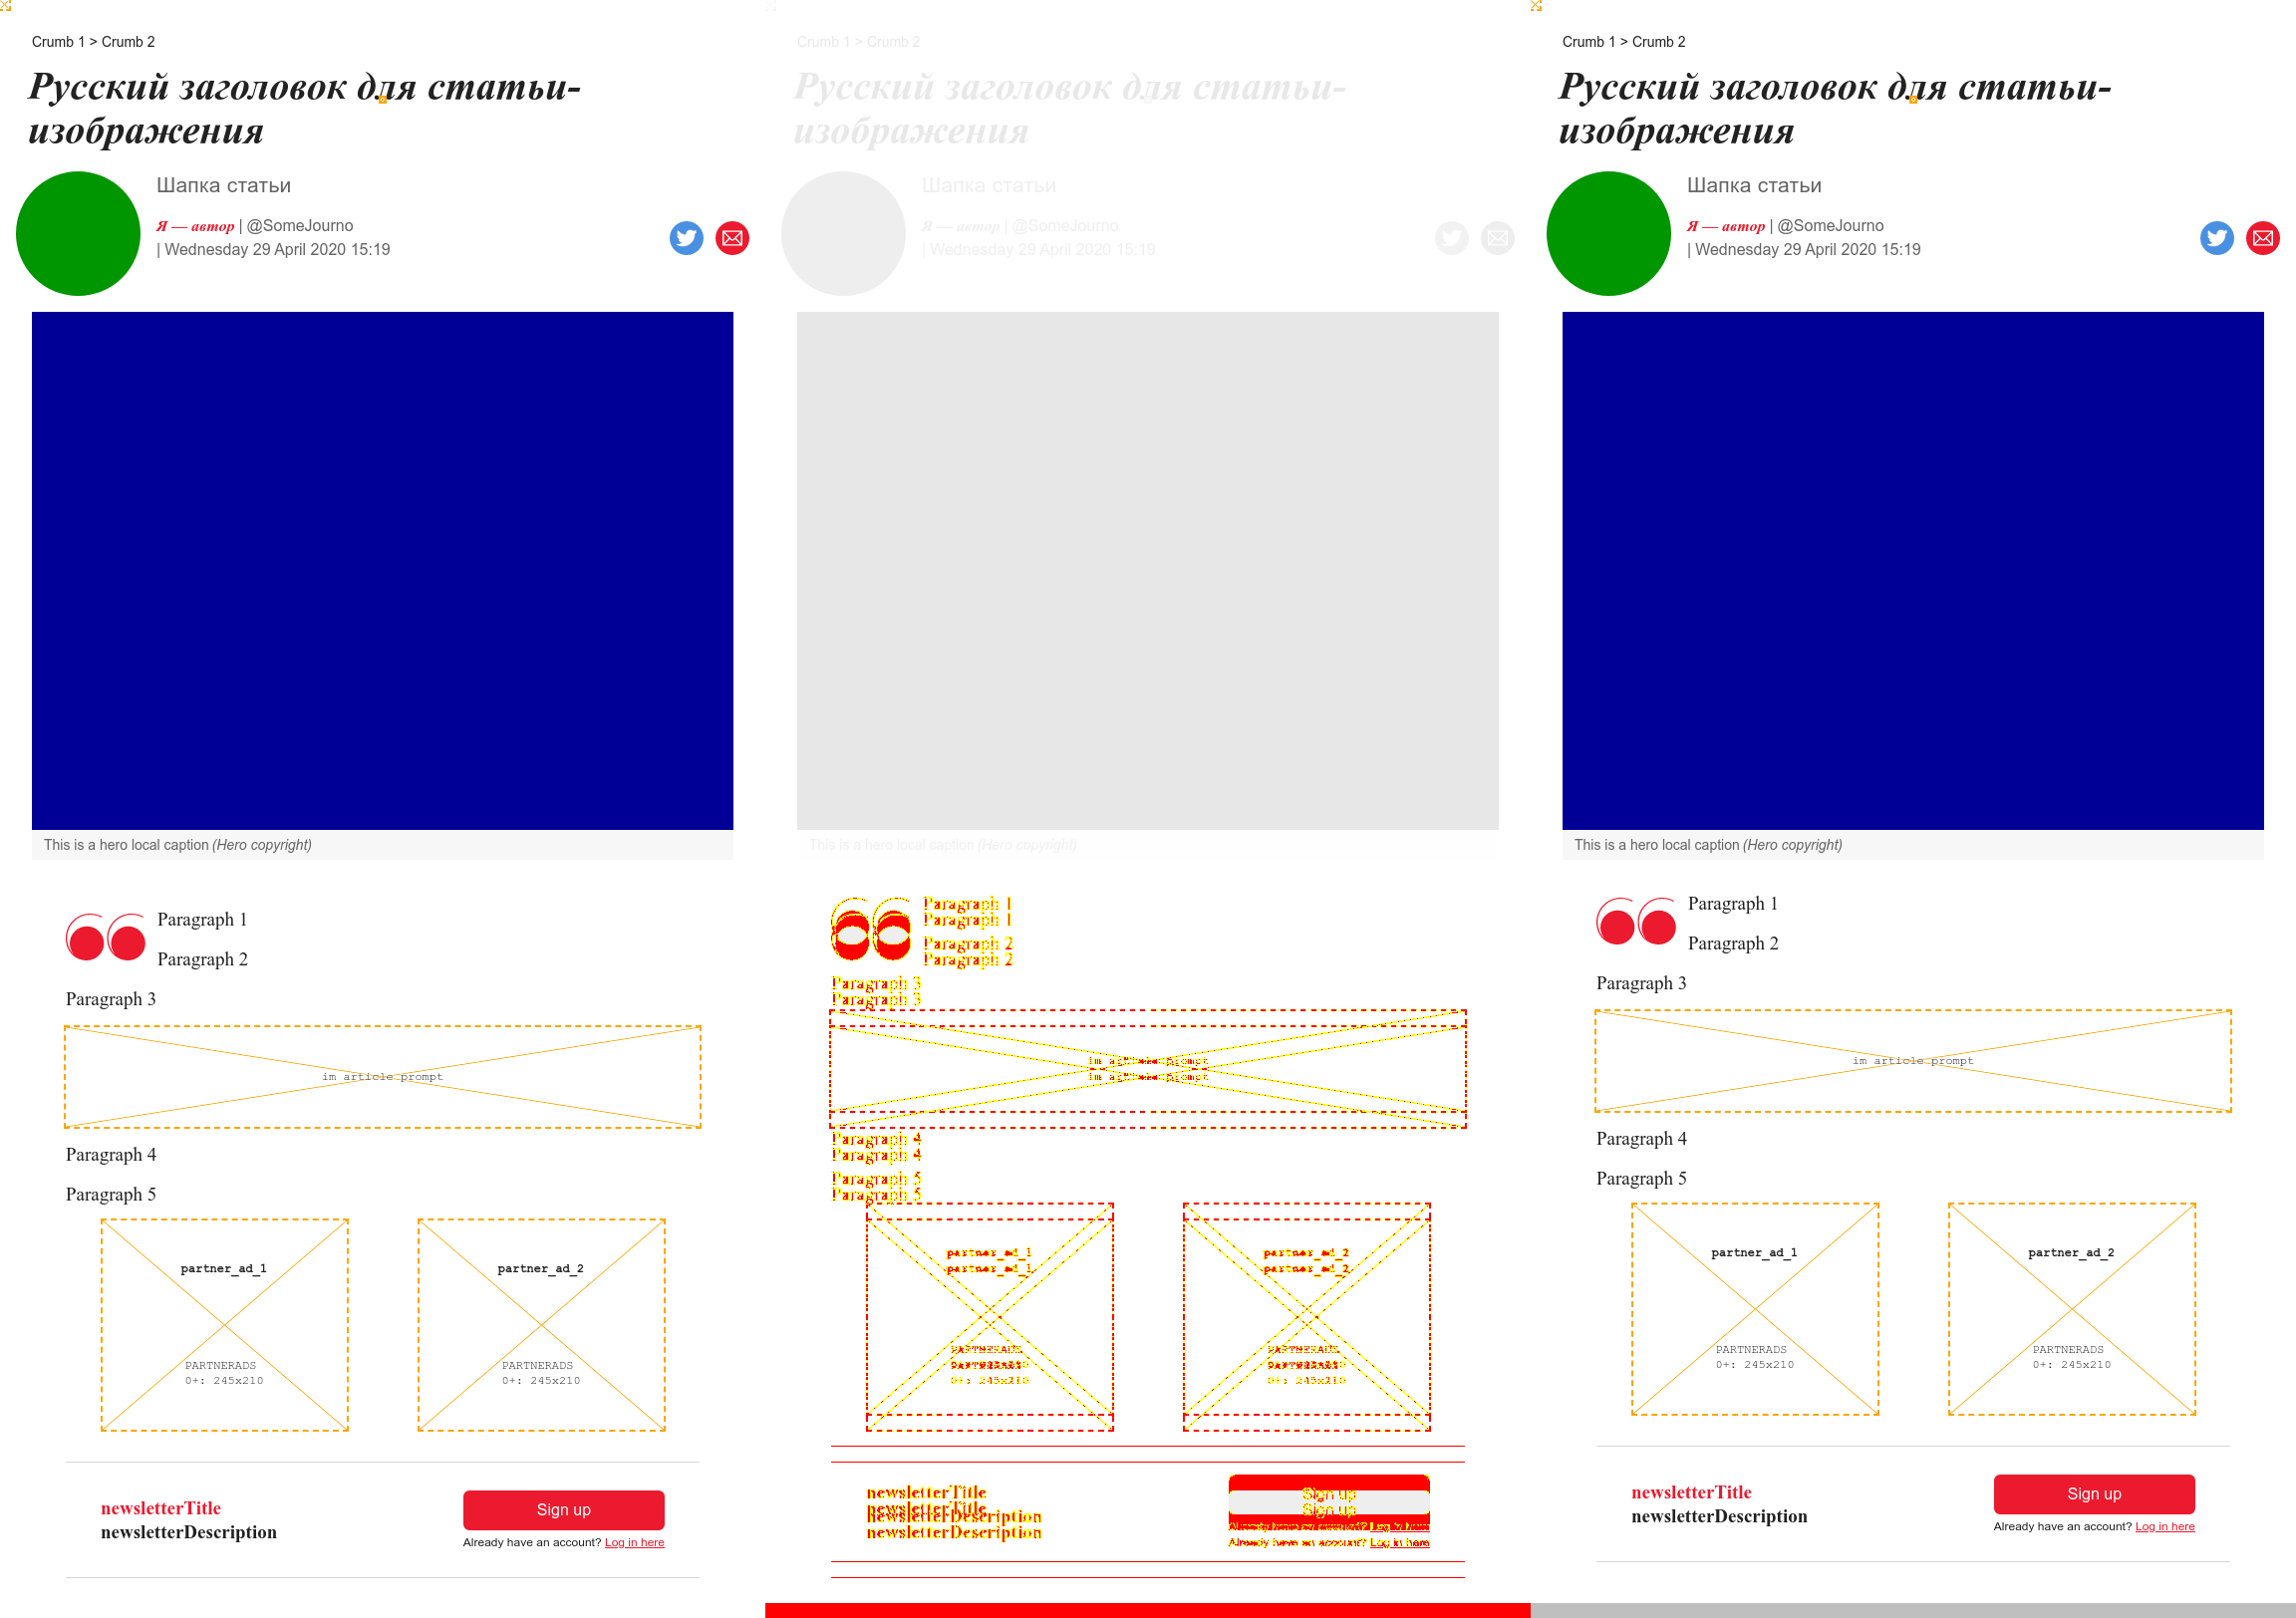 Crumb 1 > Crumb 2
Русский заголовок для статьи-
изображения
Шапка статьи
Я — автор | @SomeJourno
| Wednesday 29 April 2020 15:19
This is a hero local caption (Hero copyright)
Paragraph 1
Paragraph 2
Paragraph 3
im article prompt
Paragraph 4
Paragraph 5
partner_ad_1
PARTNERADS
0+: 245x210
partner_ad_2
PARTNERADS
0+: 245x210
newsletterTitle
newsletterDescription
Sign up
Already have an account? Log in here
Crumb 1 > Crumb 2
Русский заголовок для статьи-
изображения
Шапка статьи
Я — автор | @SomeJourno
| Wednesday 29 April 2020 15:19
This is a hero local caption (Hero copyright)
Paragraph 1
Paragraph 1
Paragraph 2
Paragraph 2
Paragraph 3
Paragraph 3
im article prompt
im article prompt
Paragraph 4
Paragraph 4
Paragraph 5
Paragraph 5
partner_ad_1
partner_ad_1
PARTNERADS
0+: 245x210
partner_ad_2
partner_ad_2
PARTNERADS
0+: 245x210
newsletterTitle
newsletterTitle
newsletterDescription
newsletterDescription
Sign up
Sign up
Already have an account? Log in here
Already have an account? Log in here
Crumb 1 > Crumb 2
Русский заголовок для статьи-
изображения
Шапка статьи
Я — автор | @SomeJourno
| Wednesday 29 April 2020 15:19
This is a hero local caption (Hero copyright)
Paragraph 1
Paragraph 2
Paragraph 3
im article prompt
Paragraph 4
Paragraph 5
partner_ad_1
PARTNERADS
0+: 245x210
partner_ad_2
PARTNERADS
0+: 245x210
newsletterTitle
newsletterDescription
Sign up
Already have an account? Log in here